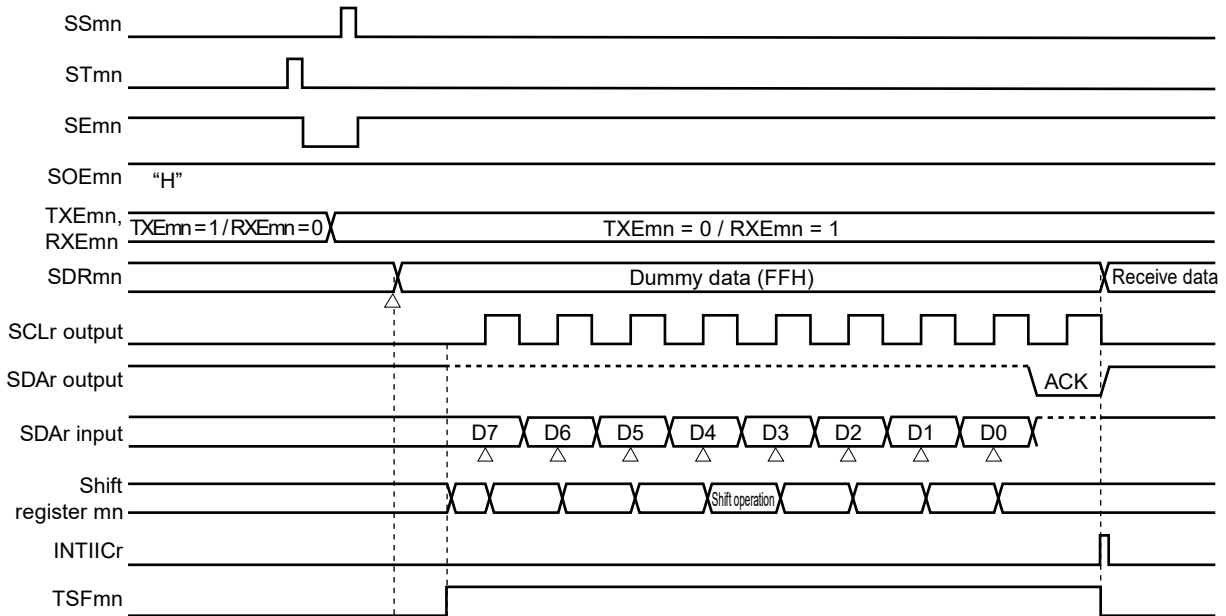 SSmn
STmn
SEmn
SOEmn “H”
TXEmn,
RXEmn
TXEmn = 1 / RXEmn = 0 TXEmn = 0 / RXEmn = 1
SDRmn Dummy data (FFH) Receive data
SCLr output
SDAr output ACK
SDAr input D7 D6 D5 D4 D3 D2 D1 D0
Shift
register mn
Shift operation
INTIICr
TSFmn